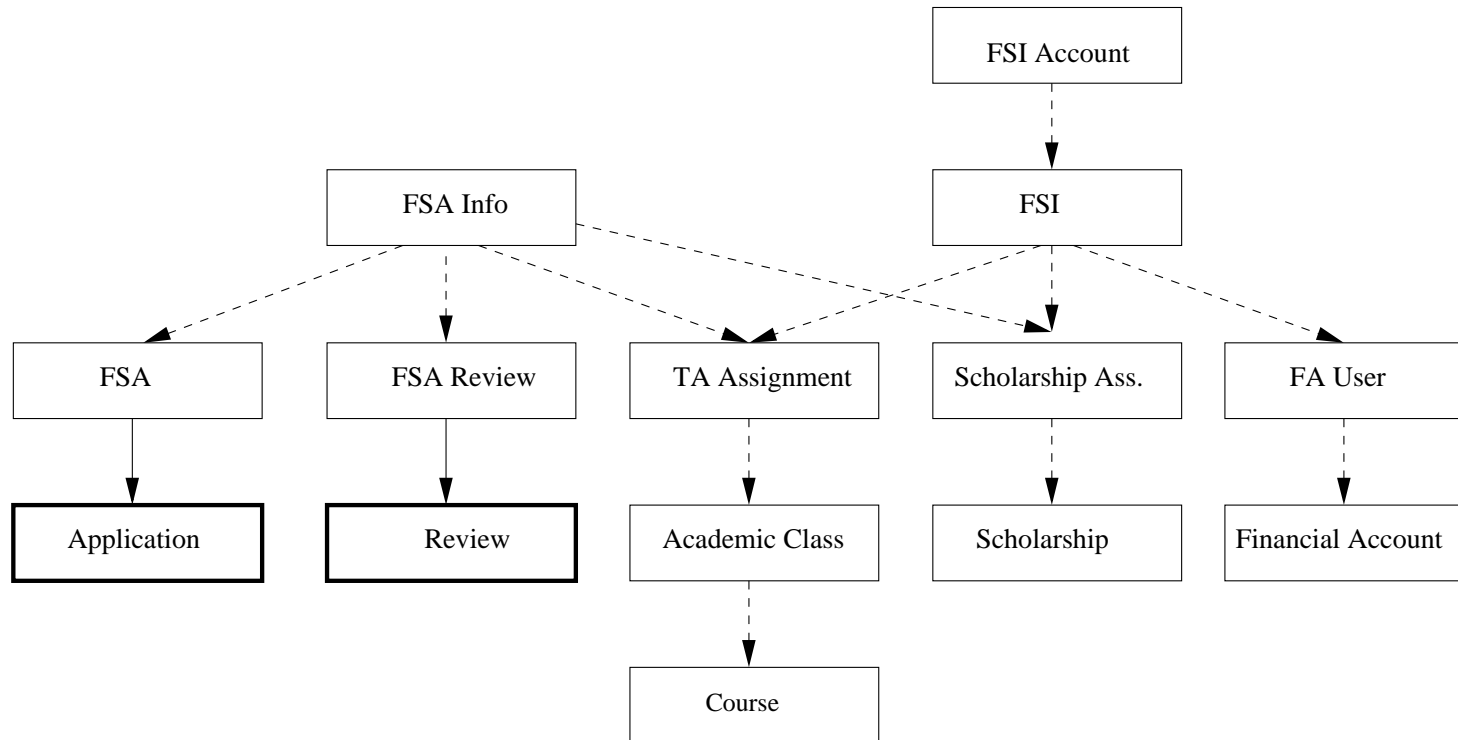 FSI Account
FSA Info
FSI
FSA
FSA Review
TA Assignment
Scholarship Ass.
FA User
Application
Review
Academic Class
Scholarship
Financial Account
Course